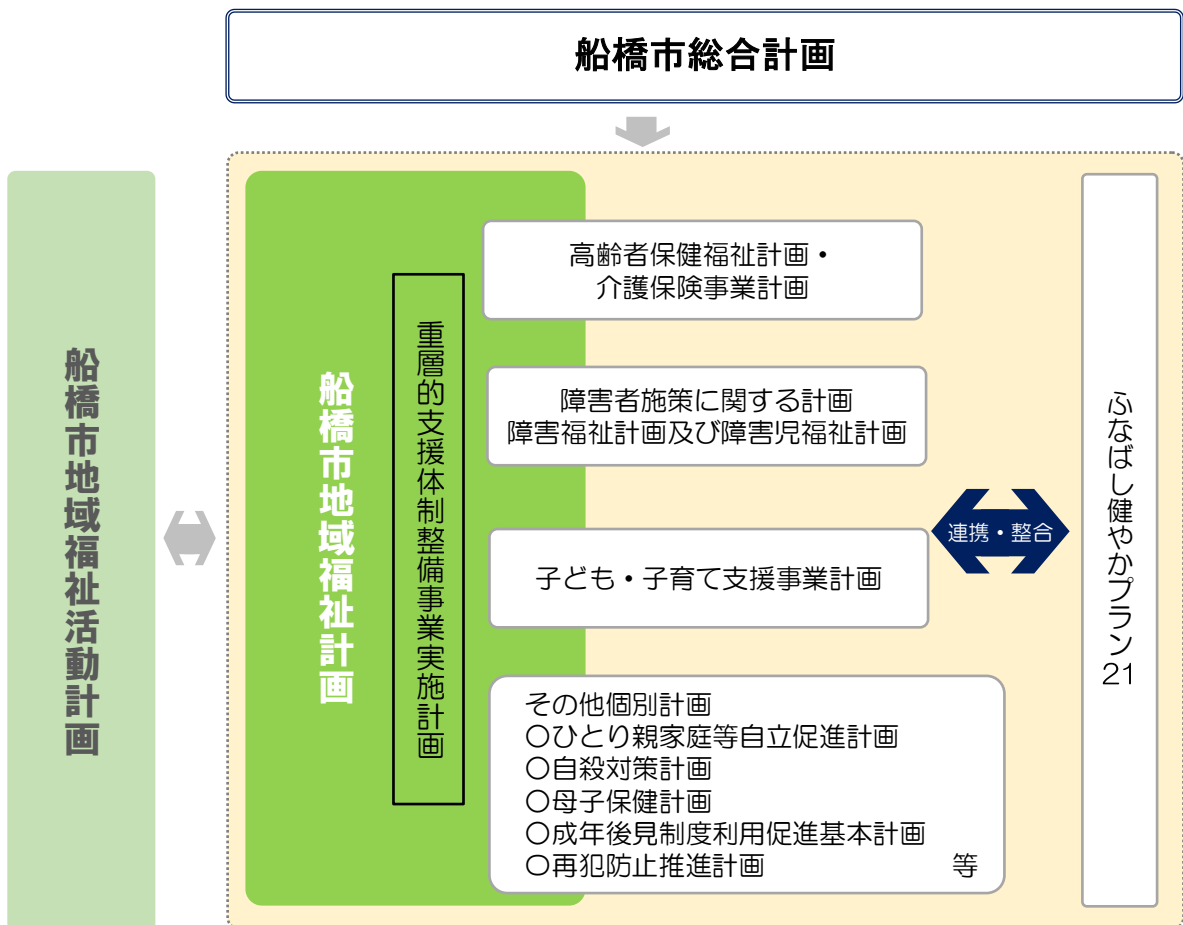 船橋市総合計画
船橋市地域福祉活動計画
船橋市地域福祉計画
重層的支援体制整備事業実施計画
高齢者保健福祉計画・
介護保険事業計画
障害者施策に関する計画
障害福祉計画及び障害児福祉計画
子ども・子育て支援事業計画
その他個別計画
〇ひとり親家庭等自立促進計画
〇自殺対策計画
〇母子保健計画
〇成年後見制度利用促進基本計画
〇再犯防止推進計画 等
連携・整合
ふなばし健やかプラン21